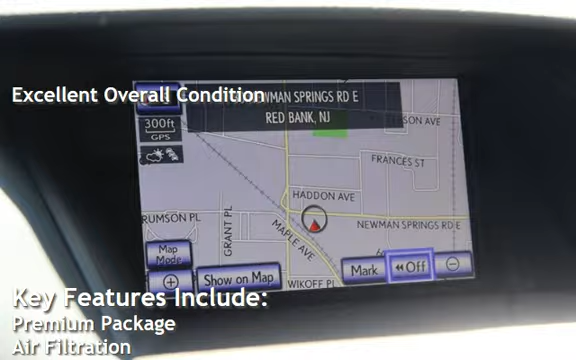 Excellent Overall Condition
NEWMAN SPRINGS RD E
RED BANK, NJ
300ft
GPS
SON AVE
FRANCES ST
HADDON AVE
RUMSON PL
GRANT PL
MAPLE AVE
NEWMAN SPRINGS RD E
Map
Mode
Show on Map
WIKOFF PL
Mark
Off
Key Features Include:
Premium Package
Air Filtration